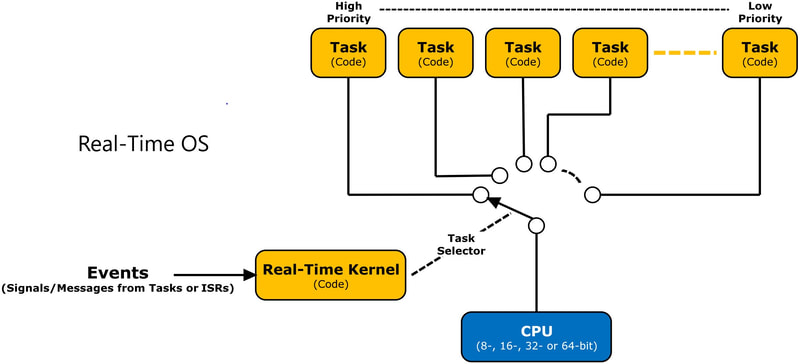 High
Priority
Low
Priority
Task
(Code)
Task
(Code)
Task
(Code)
Task
(Code)
Task
(Code)
Real-Time OS
Task
Selector
Events
(Signals/Messages from Tasks or ISRs)
Real-Time Kernel
(Code)
CPU
(8-, 16-, 32- or 64-bit)